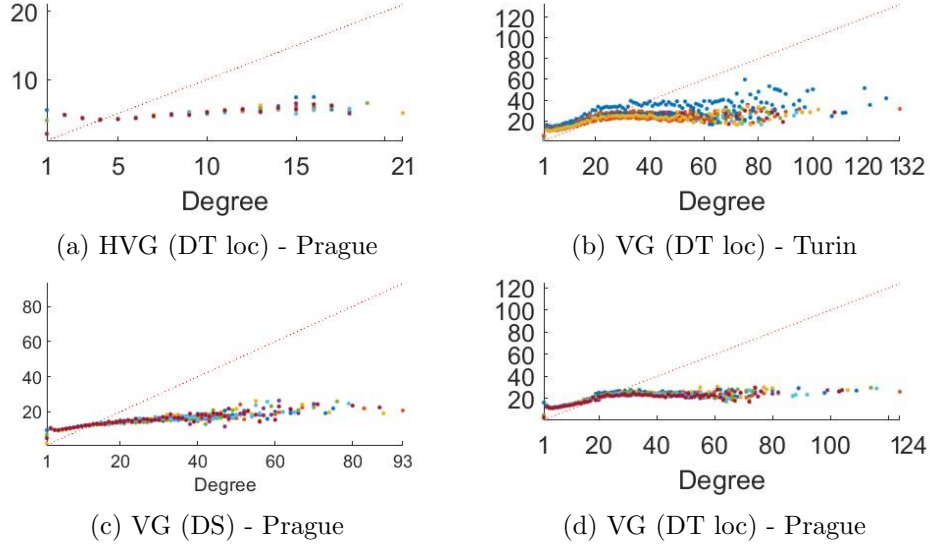 20
10
1 5 10 15 21
Degree
(a) HVG (DT loc) - Prague
120
100
80
60
40
20
1 20 40 60 80 100 120 132
Degree
(b) VG (DT loc) - Turin
80
60
40
20
1 20 40 60 80 93
Degree
(c) VG (DS) - Prague
120
100
80
60
40
20
1 20 40 60 80 100 124
Degree
(d) VG (DT loc) - Prague